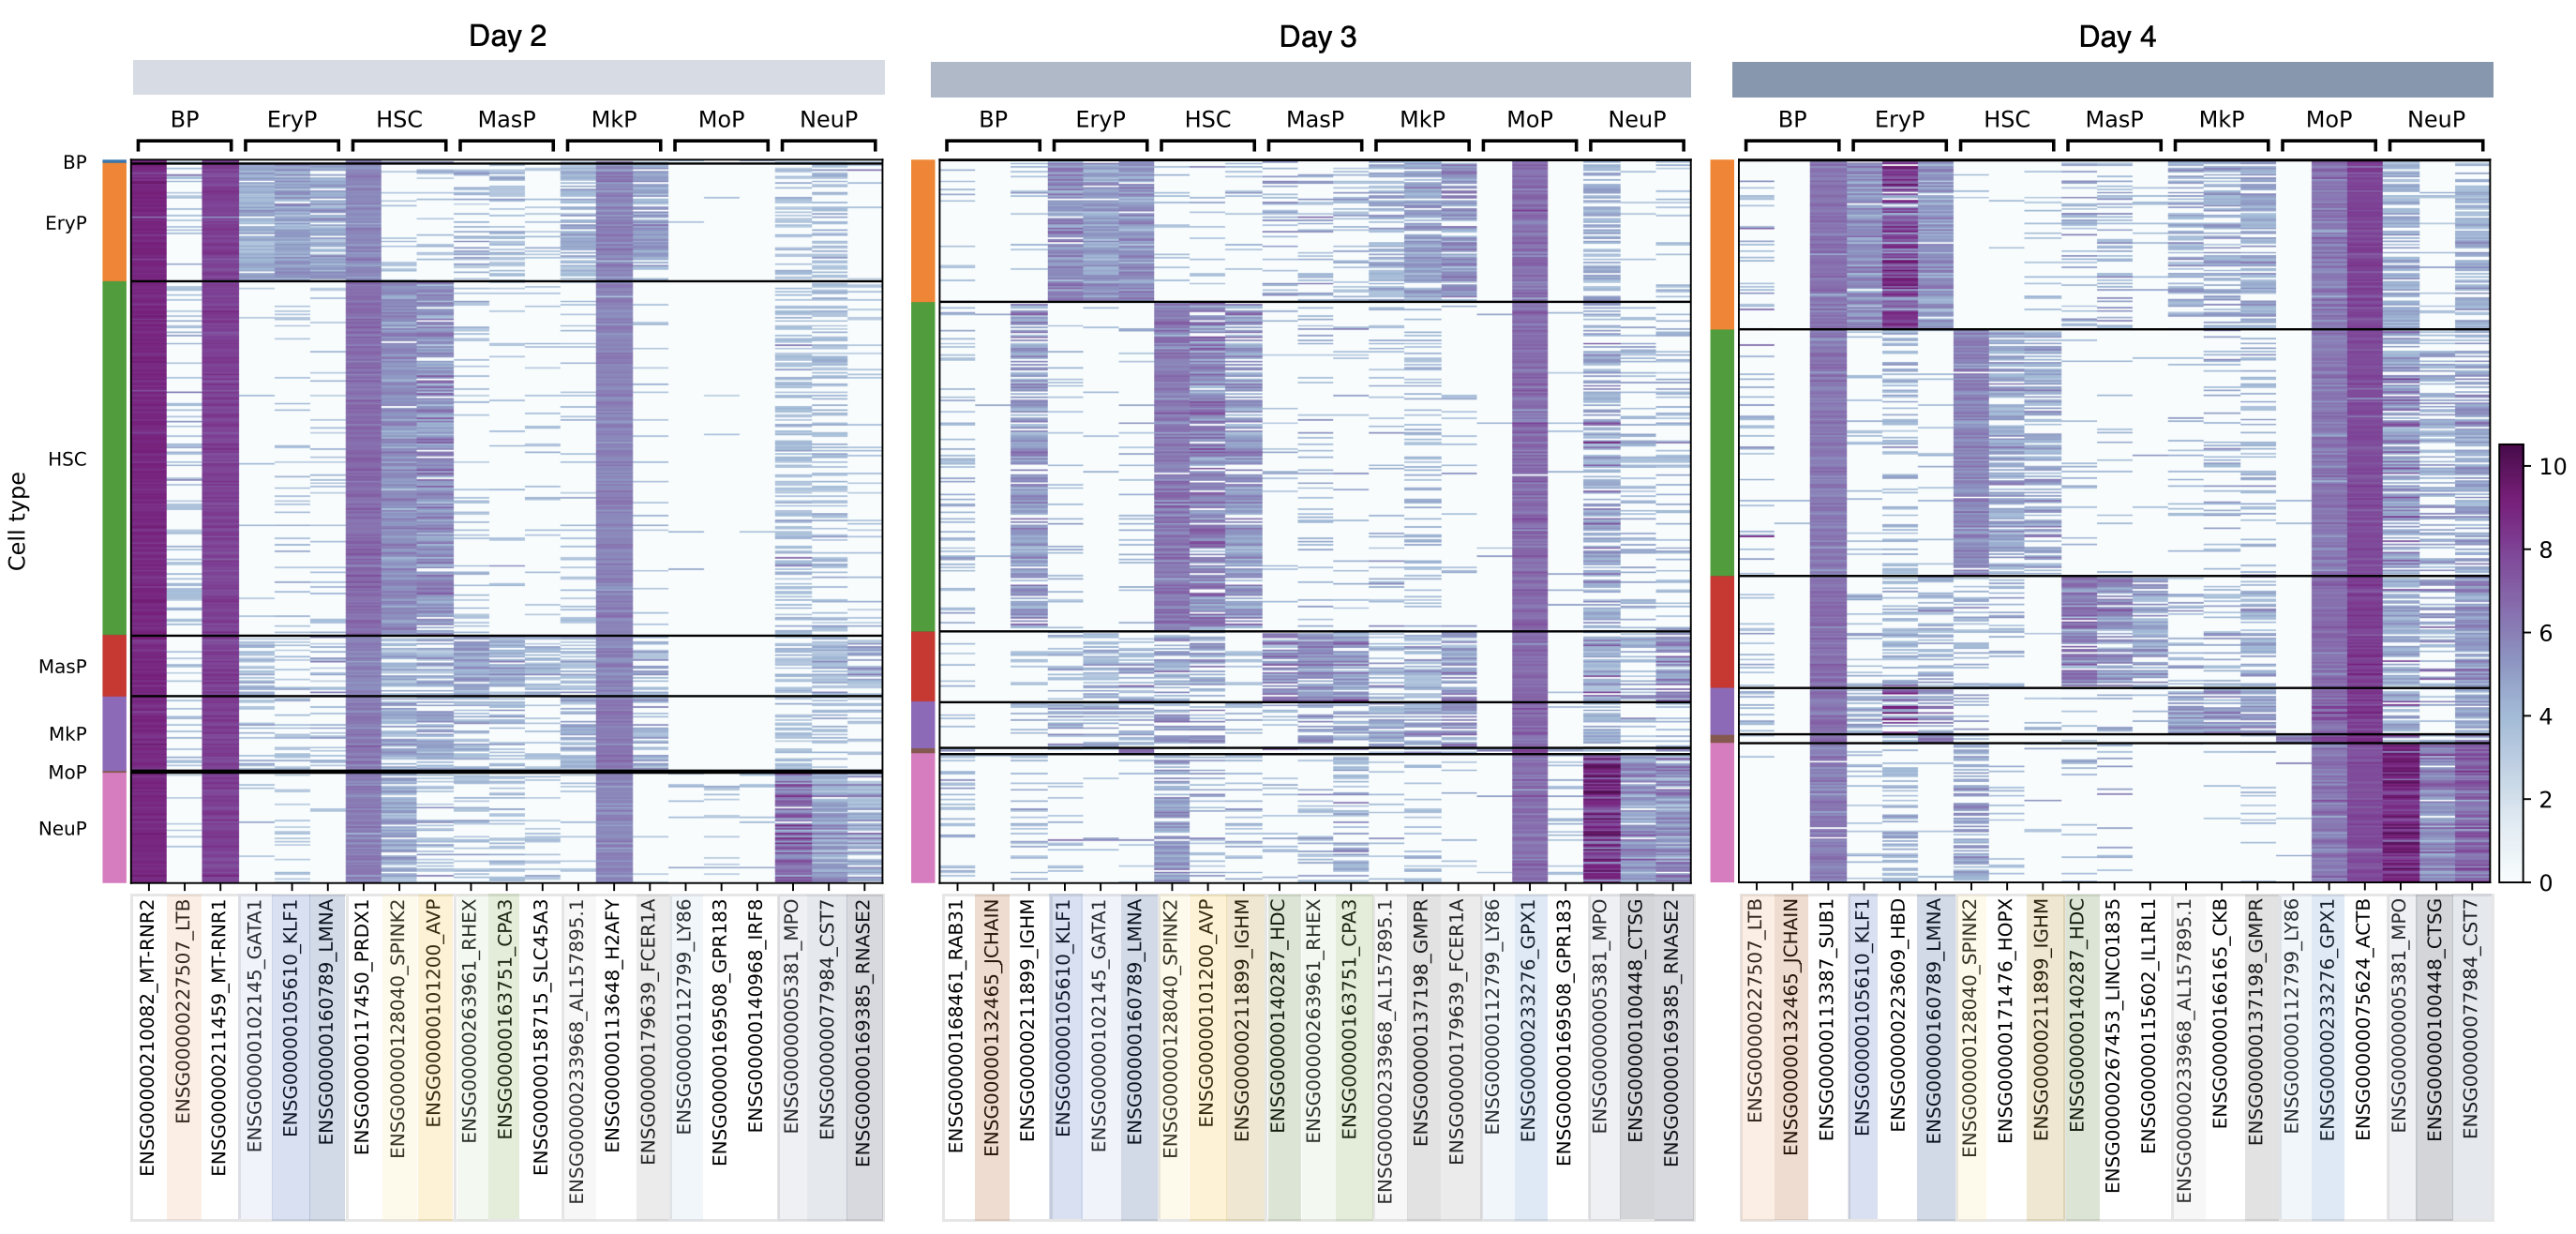 Day 2
Day 3
Day 4
BP EryP HSC MasP MkP MoP NeuP
BP EryP HSC MasP MkP MoP NeuP
BP EryP HSC MasP MkP MoP NeuP
Cell type
BP
EryP
HSC
MasP
MkP
MoP
NeuP
10
8
6
4
2
0
ENSG00000210082_MT-RNR2
ENSG00000227507_LTB
ENSG00000211459_MT-RNR1
ENSG00000102145_GATA1
ENSG00000105610_KLF1
ENSG00000160789_LMNA
ENSG00000117450_PRDX1
ENSG00000128040_SPINK2
ENSG00000101200_AVP
ENSG00000263961_RHEX
ENSG00000163751_CPA3
ENSG00000158715_SLC45A3
ENSG00000233968_AL157895.1
ENSG00000113648_H2AFY
ENSG00000179639_FCER1A
ENSG00000112799_LY86
ENSG00000169508_GPR183
ENSG00000140968_IRF8
ENSG00000005381_MPO
ENSG00000077984_CST7
ENSG00000169385_RNASE2
ENSG00000168461_RAB31
ENSG00000132465_JCHAIN
ENSG00000211899_IGHM
ENSG00000105610_KLF1
ENSG00000102145_GATA1
ENSG00000160789_LMNA
ENSG00000128040_SPINK2
ENSG00000101200_AVP
ENSG00000211899_IGHM
ENSG00000140287_HDC
ENSG00000263961_RHEX
ENSG00000163751_CPA3
ENSG00000233968_AL157895.1
ENSG00000137198_GMPR
ENSG00000179639_FCER1A
ENSG00000112799_LY86
ENSG00000233276_GPX1
ENSG00000169508_GPR183
ENSG00000005381_MPO
ENSG00000100448_CTSG
ENSG00000169385_RNASE2
ENSG00000227507_LTB
ENSG00000132465_JCHAIN
ENSG00000113387_SUB1
ENSG00000105610_KLF1
ENSG00000223609_HBD
ENSG00000160789_LMNA
ENSG00000128040_SPINK2
ENSG00000171476_HOPX
ENSG00000211899_IGHM
ENSG00000140287_HDC
ENSG00000267453_LINC01835
ENSG00000115602_IL1RL1
ENSG00000233968_AL157895.1
ENSG00000166165_CKB
ENSG00000137198_GMPR
ENSG00000112799_LY86
ENSG00000233276_GPX1
ENSG00000075624_ACTB
ENSG00000005381_MPO
ENSG00000100448_CTSG
ENSG00000077984_CST7